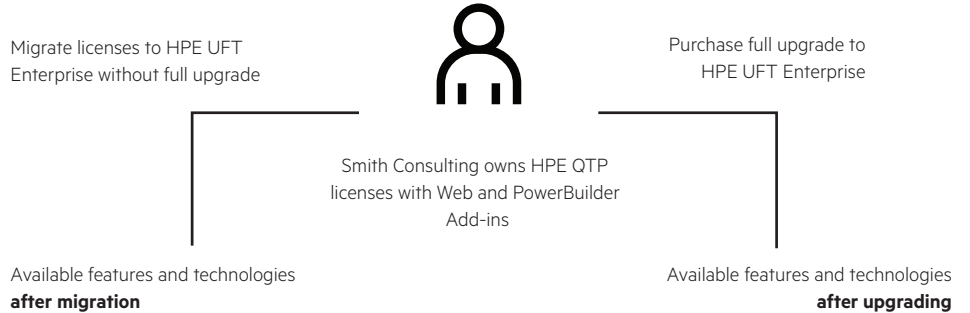 Migrate licenses to HPE UFT
Enterprise without full upgrade
Purchase full upgrade to
HPE UFT Enterprise
Smith Consulting owns HPE QTP
licenses with Web and PowerBuilder
Add-ins
Available features and technologies
after migration
Available features and technologies
after upgrading